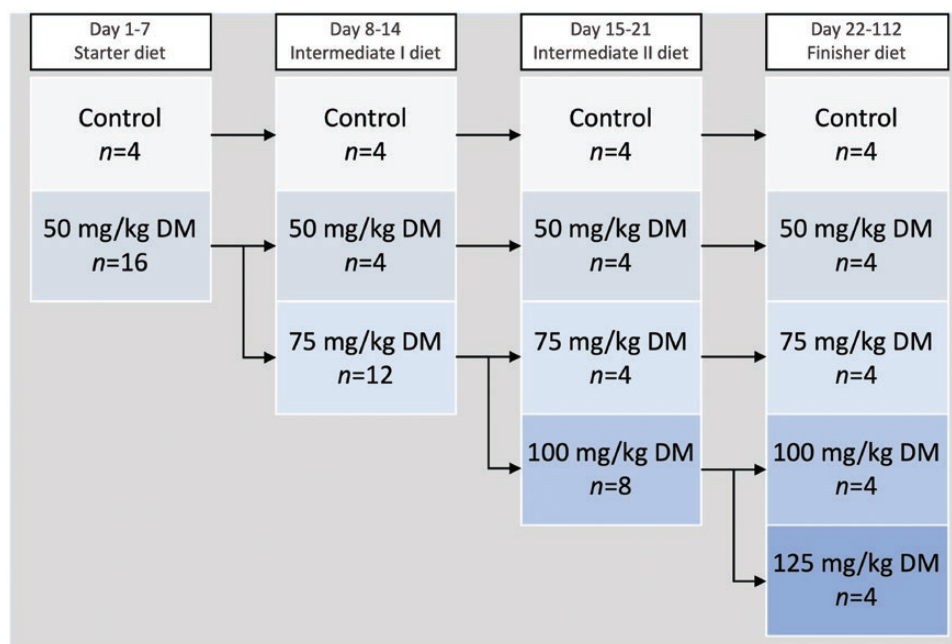 Day 1-7
Starter diet
Day 8-14
Intermediate I diet
Day 15-21
Intermediate II diet
Day 22-112
Finisher diet
Control
n=4
Control
n=4
Control
n=4
Control
n=4
50 mg/kg DM
n=16
50 mg/kg DM
n=4
50 mg/kg DM
n=4
50 mg/kg DM
n=4
75 mg/kg DM
n=12
75 mg/kg DM
n=4
75 mg/kg DM
n=4
100 mg/kg DM
n=8
100 mg/kg DM
n=4
125 mg/kg DM
n=4